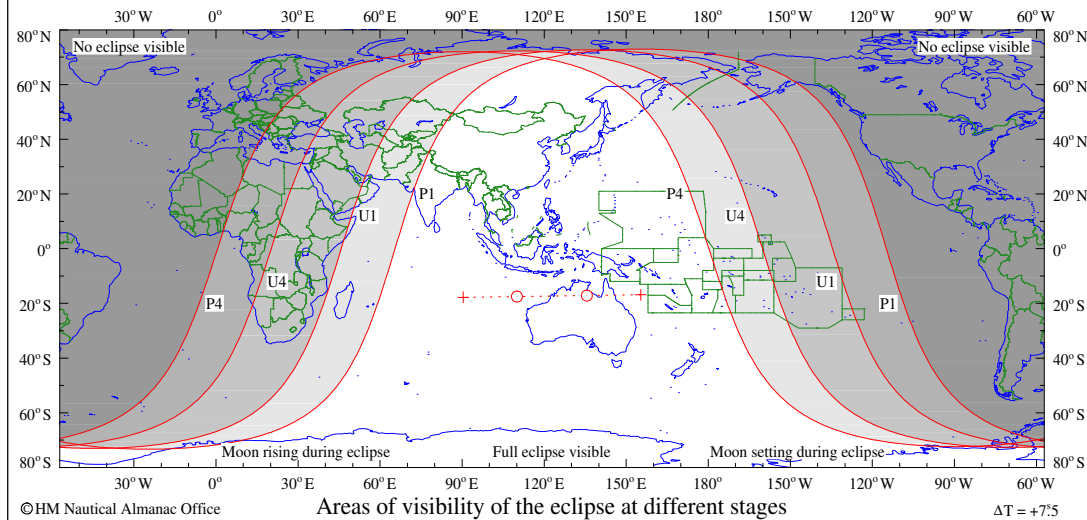 30°W 0° 30°E 60°E 90°E 120°E 150°E 180° 150°W 120°W 90°W 60°W
80°N 80°N
No eclipse visible No eclipse visible
60°N 60°N
40°N 40°N
20°N P1 P4 20°N
U1 U4
0° 0°
U4 U1
20°S P4 P1 20°S
40°S 40°S
60°S 60°S
Moon rising during eclipse Full eclipse visible Moon setting during eclipse
80°S 80°S
30°W 0° 30°E 60°E 90°E 120°E 150°E 180° 150°W 120°W 90°W 60°W
©HM Nautical Almanac Office Areas of visibility of the eclipse at different stages ΔT = +7ˢ.5